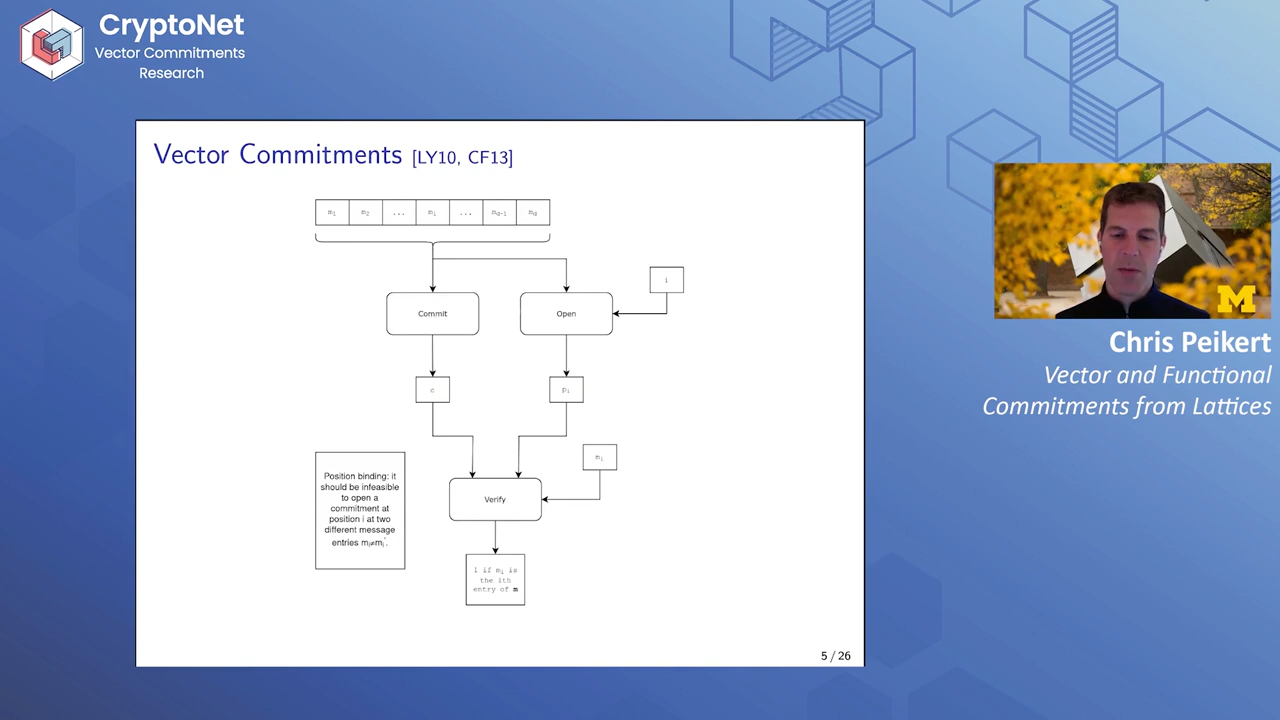 CryptoNet
Vector Commitments
Research
Vector Commitments [LY10, CF13]
m1 m2 ... mi ... md-1 md
i
Commit
Open
c
pi
mi
Position binding: it
should be infeasible
to open a
commitment at
position i at two
different message
entries mi≠mi'.
Verify
1 if mi is
the ith
entry of m
5 / 26
M
Chris Peikert
Vector and Functional
Commitments from Lattices